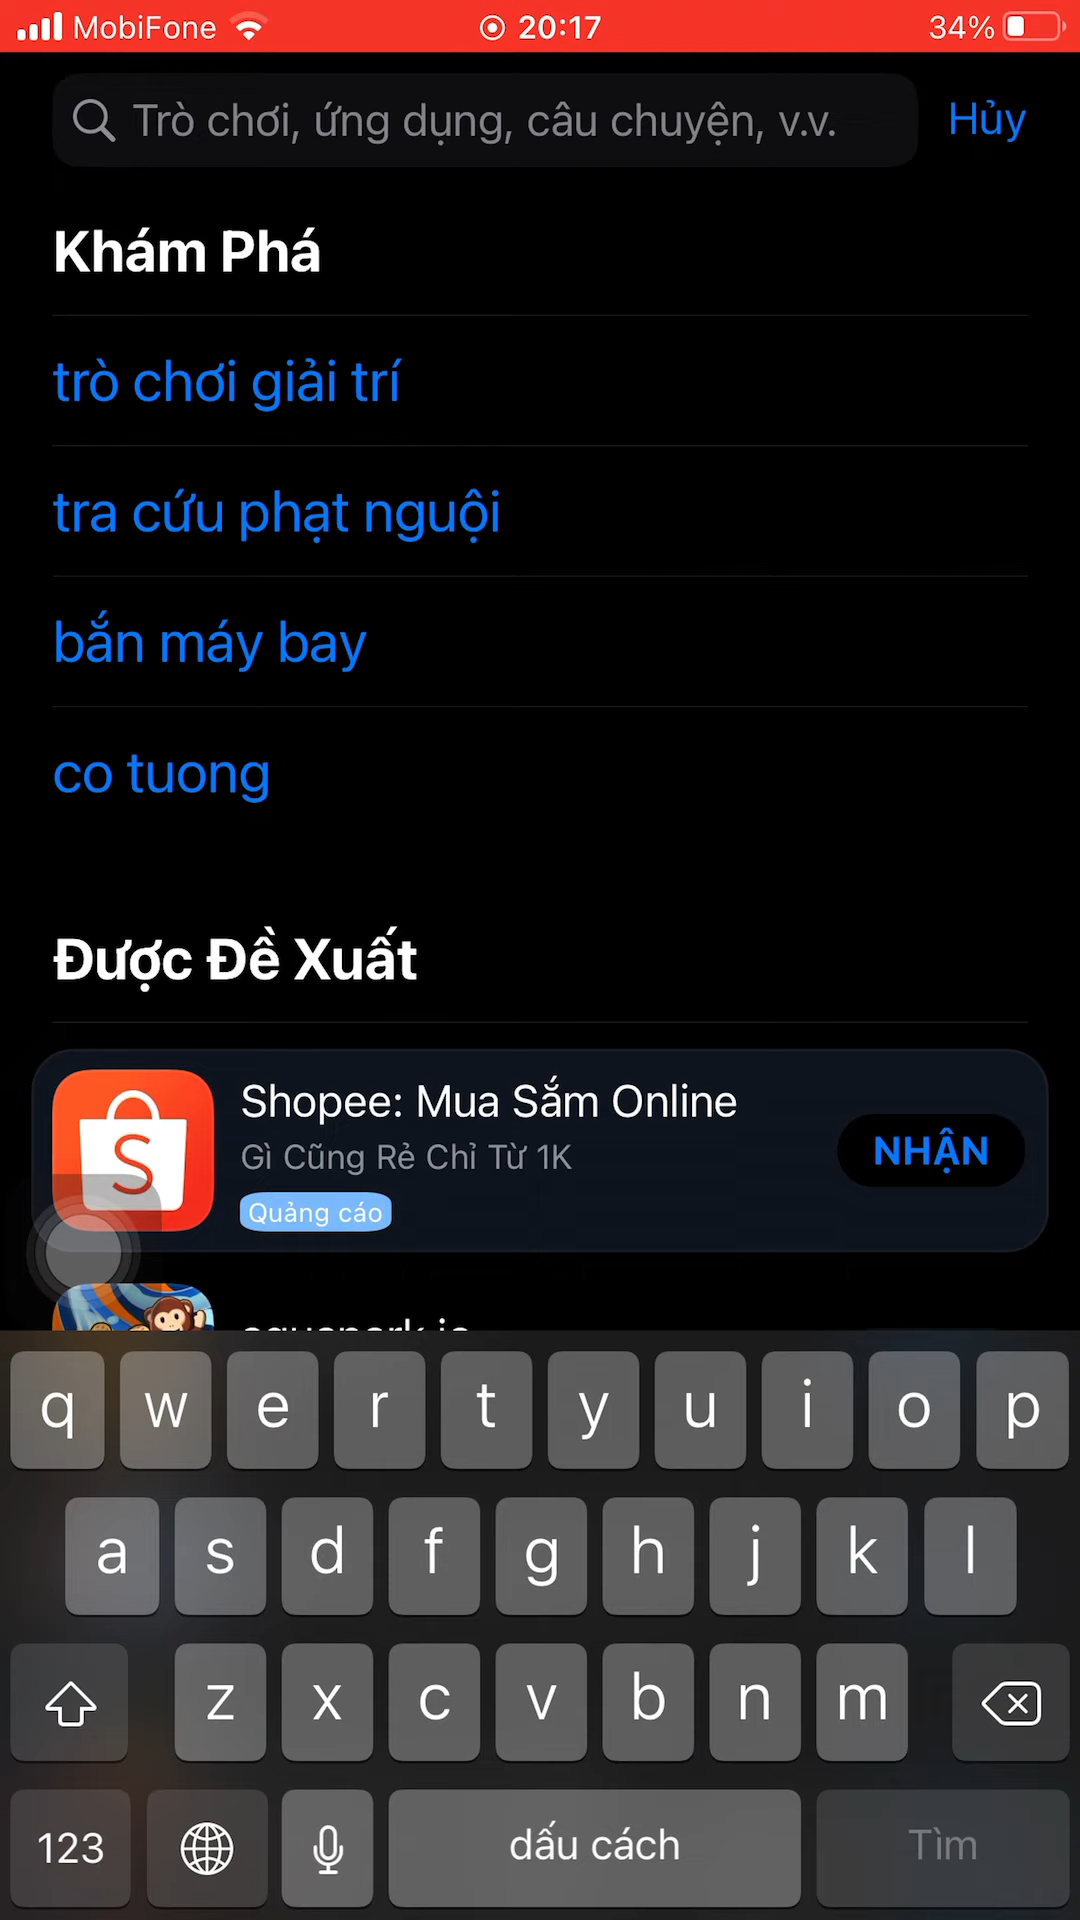 MobiFone 20:17 34%
Trò chơi, ứng dụng, câu chuyện, v.v. Hủy
Khám Phá
trò chơi giải trí
tra cứu phạt nguội
bắn máy bay
co tuong
Được Đề Xuất
Shopee: Mua Sắm Online
Gì Cũng Rẻ Chỉ Từ 1K
NHẬN
Quảng cáo
aquapark.io
q w e r t y u i o p
a s d f g h j k l
z x c v b n m
123 dấu cách Tìm